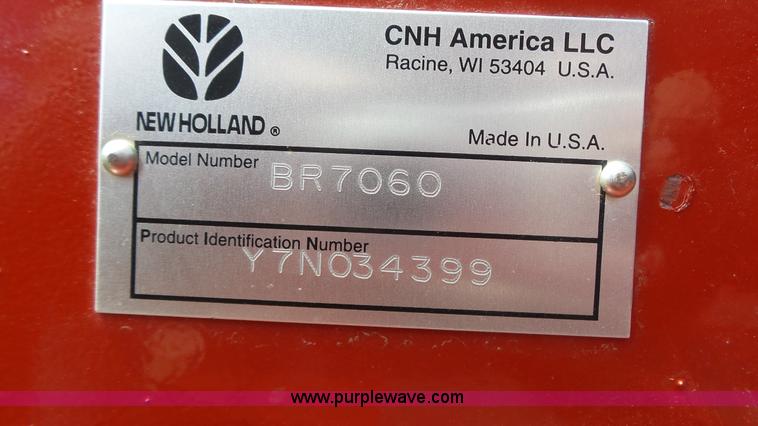 CNH America LLC
Racine, WI 53404 U.S.A.
NEW HOLLAND ®
Made In U.S.A.
Model Number
BR7060
Product Identification Number
Y7N034399
www.purplewave.com